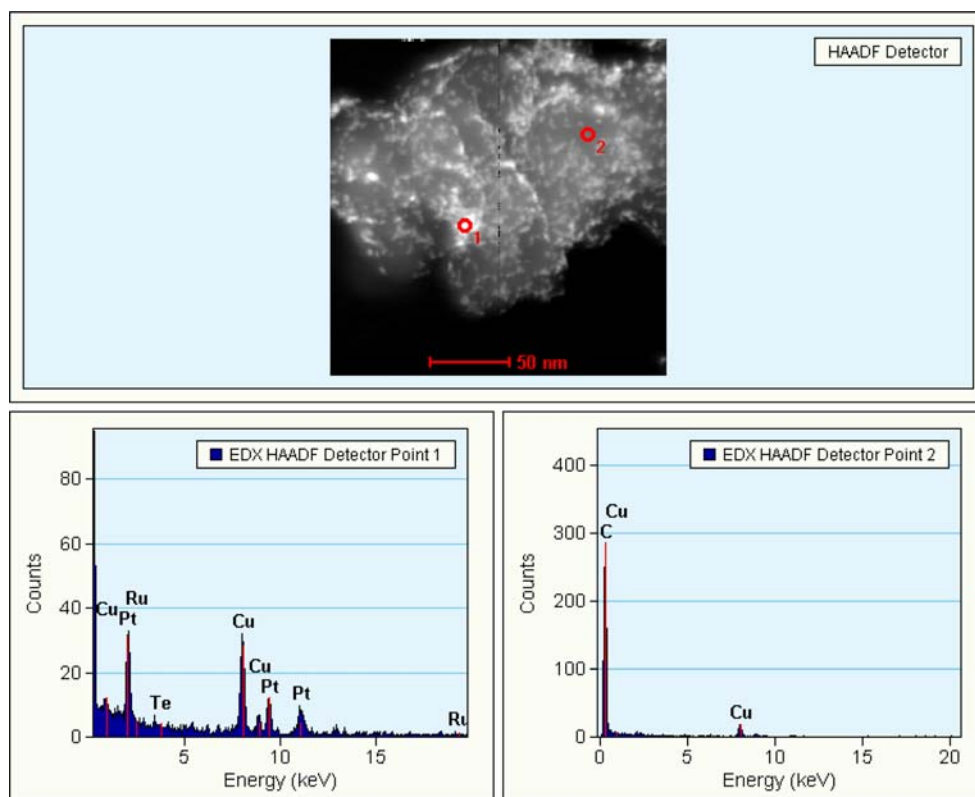 HAADF Detector
2
1
50 nm
EDX HAADF Detector Point 1
80
60
40
20
0
Counts
Cu
Ru
Pt
Te
Cu
Cu
Pt
Pt
Ru
5
10
15
Energy (keV)
EDX HAADF Detector Point 2
400
300
200
100
0
Counts
Cu
C
Cu
0
5
10
15
20
Energy (keV)